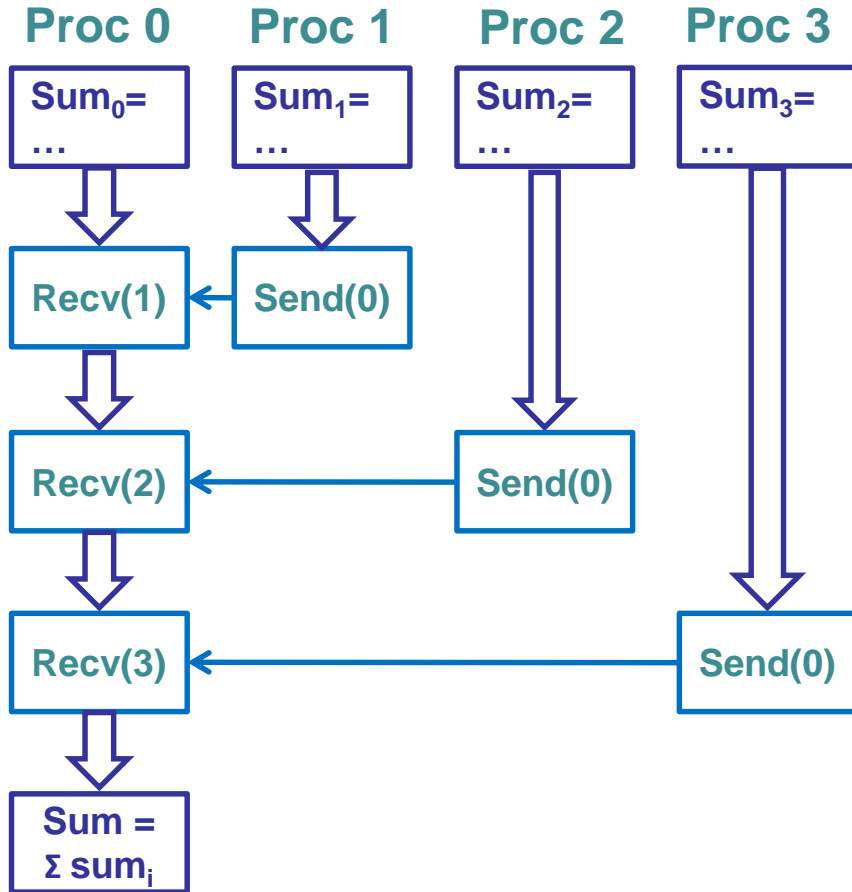 Proc 0 Proc 1 Proc 2 Proc 3
Sum₀= Sum₁= Sum₂= Sum₃=
... ... ... ...
Recv(1) Send(0)
Recv(2) Send(0)
Recv(3) Send(0)
Sum =
Σ sumᵢ